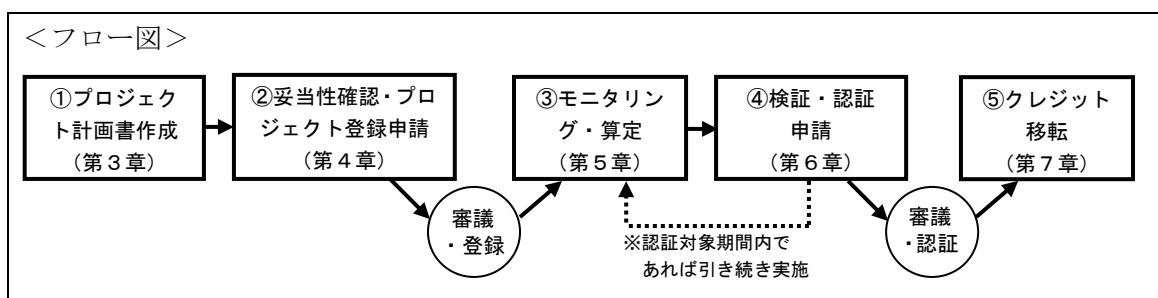 ＜フロー図＞
①プロジェク
ト計画書作成
（第３章）
②妥当性確認・プロ
ジェクト登録申請
（第４章）
審議
・登録
③モニタリン
グ・算定
（第５章）
④検証・認証
申請
（第６章）
※認証対象期間内で
あれば引き続き実施
審議
・認証
⑤クレジット
移転
（第７章）